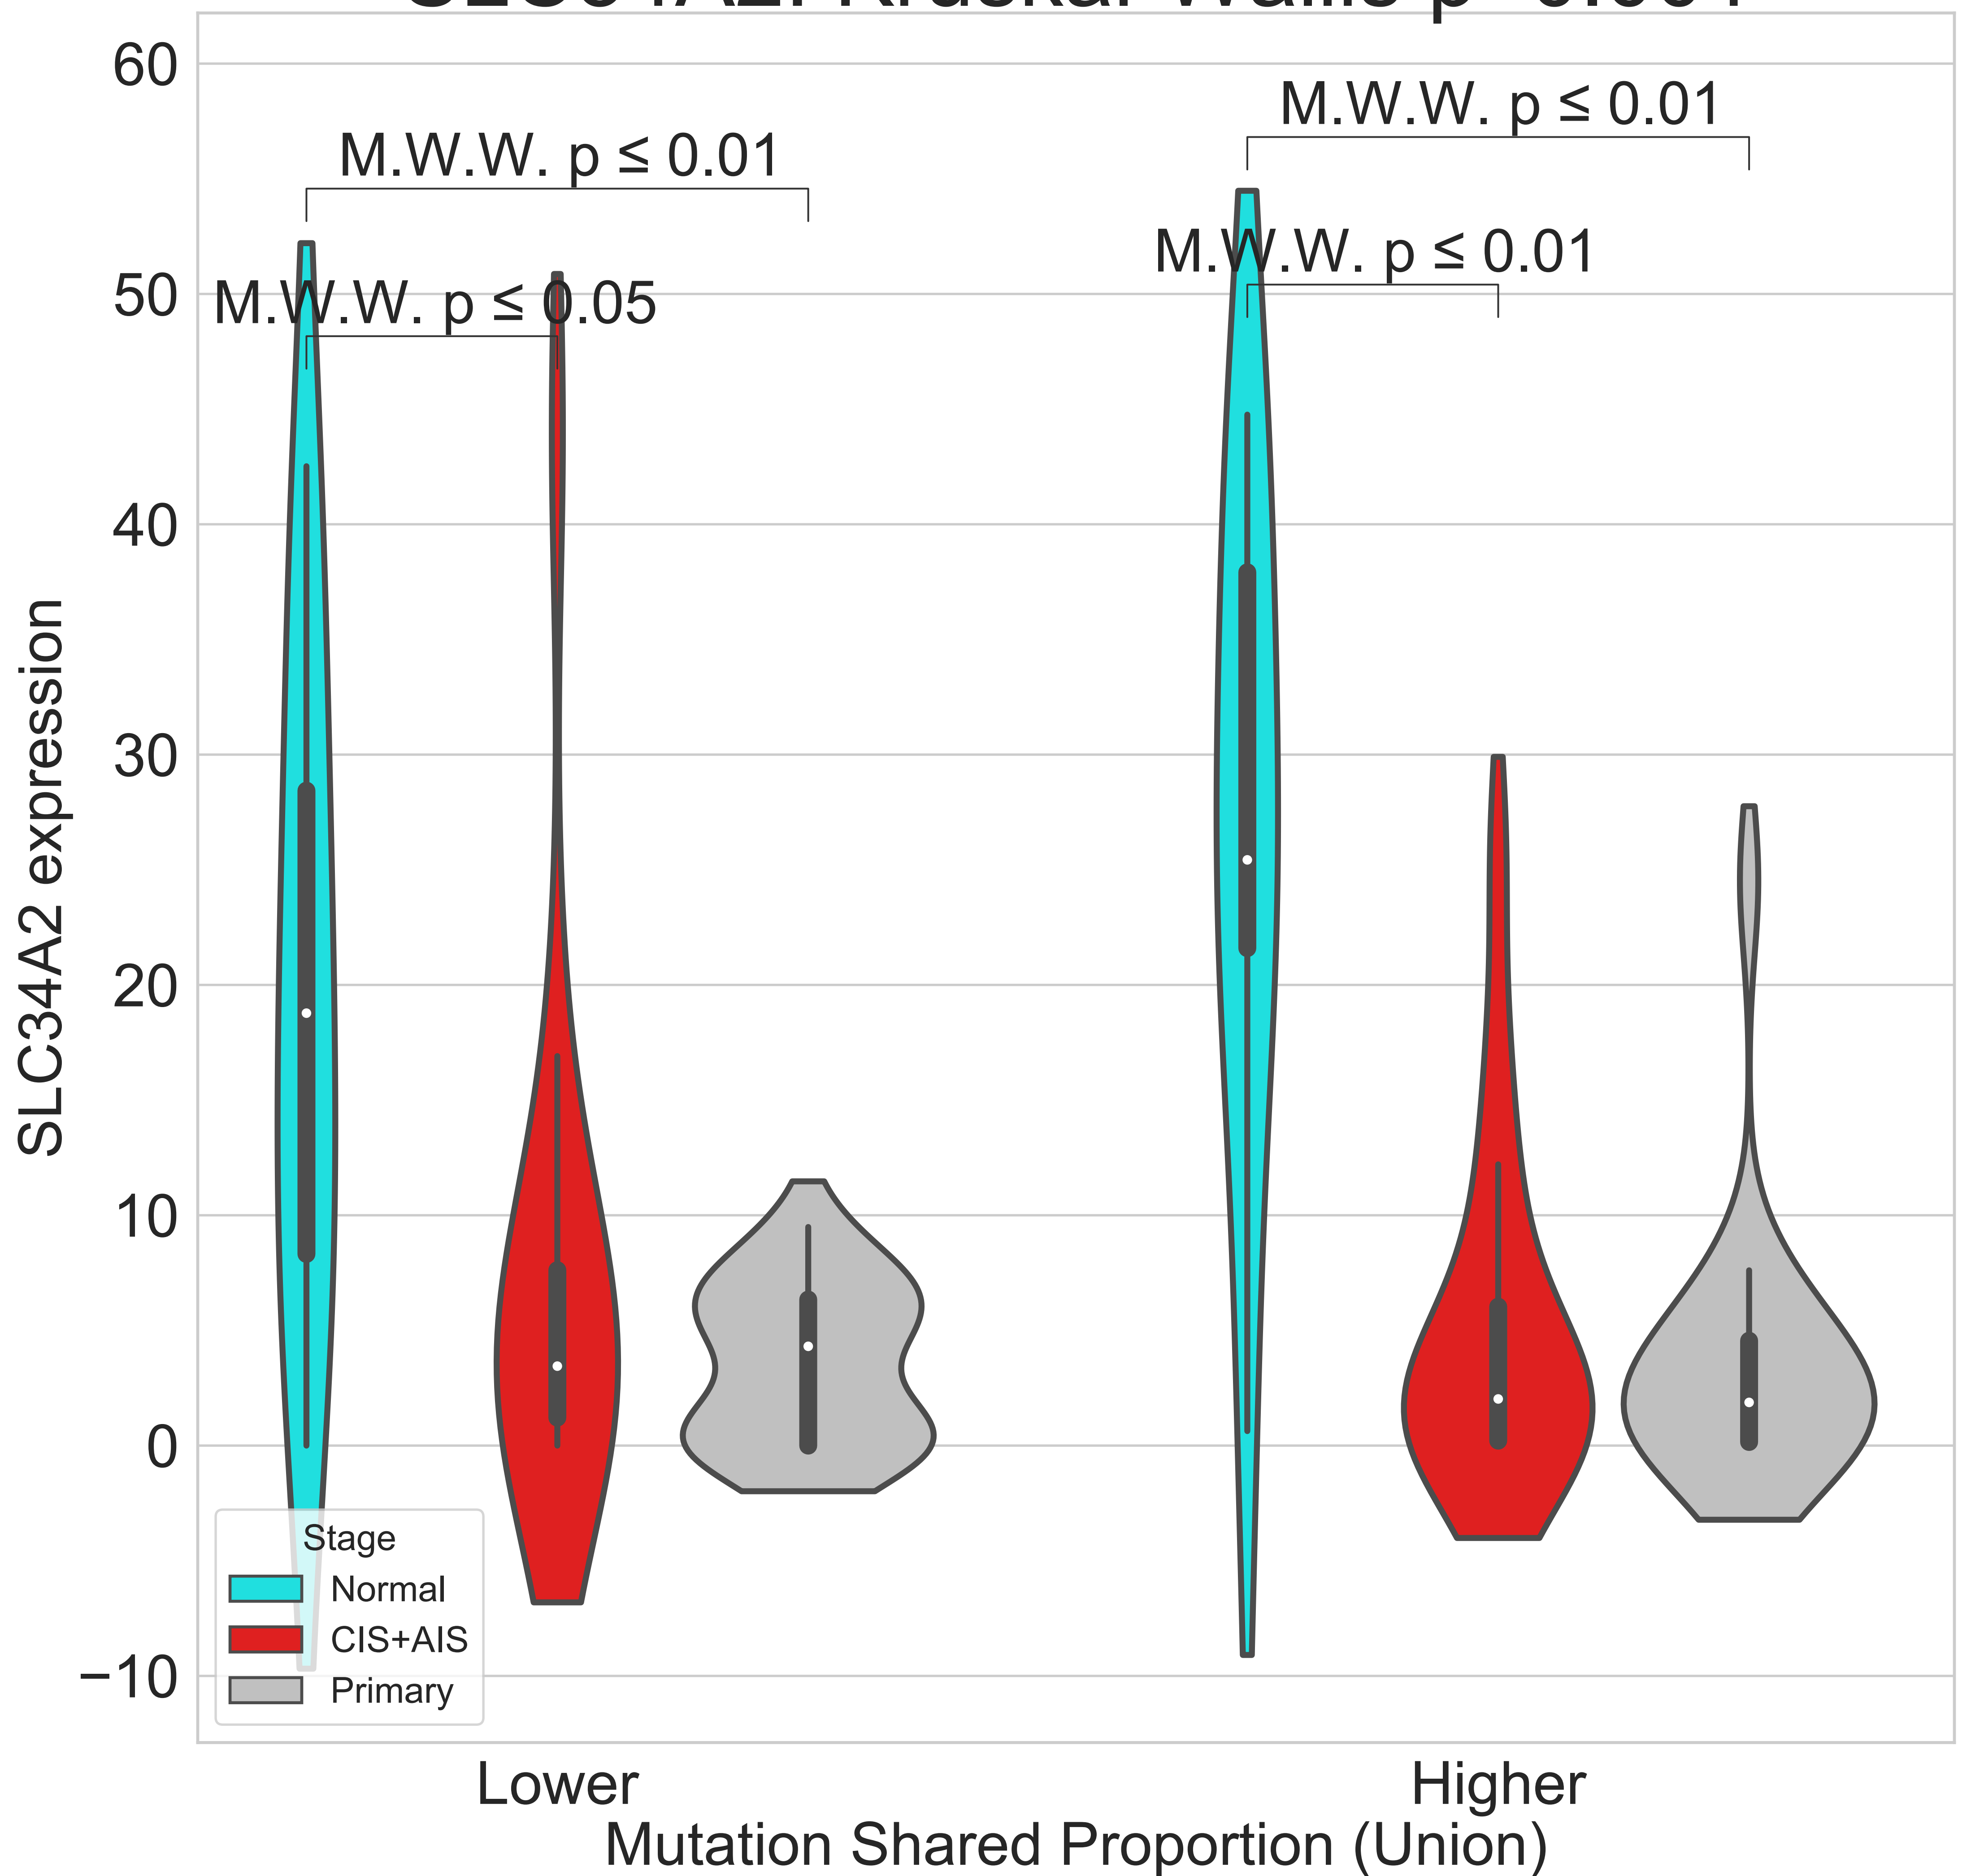 60
M.W.W. p ≤ 0.01
M.W.W. p ≤ 0.01
M.W.W. p ≤ 0.01
50
M.W.W. p ≤ 0.05
40
30
20
10
0
−10
SLC34A2 expression
Stage
Normal
CIS+AIS
Primary
Lower
Higher
Mutation Shared Proportion (Union)